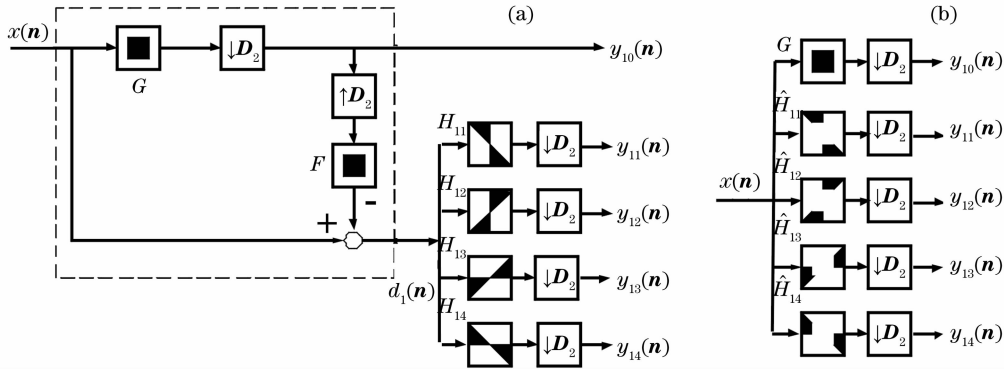 (a)
x(n)
G
↓D₂
y₁₀(n)
↑D₂
F
-
+
d₁(n)
H₁₁
↓D₂
y₁₁(n)
H₁₂
↓D₂
y₁₂(n)
H₁₃
↓D₂
y₁₃(n)
H₁₄
↓D₂
y₁₄(n)
(b)
x(n)
G
↓D₂
y₁₀(n)
Ĥ₁₁
↓D₂
y₁₁(n)
Ĥ₁₂
↓D₂
y₁₂(n)
Ĥ₁₃
↓D₂
y₁₃(n)
Ĥ₁₄
↓D₂
y₁₄(n)